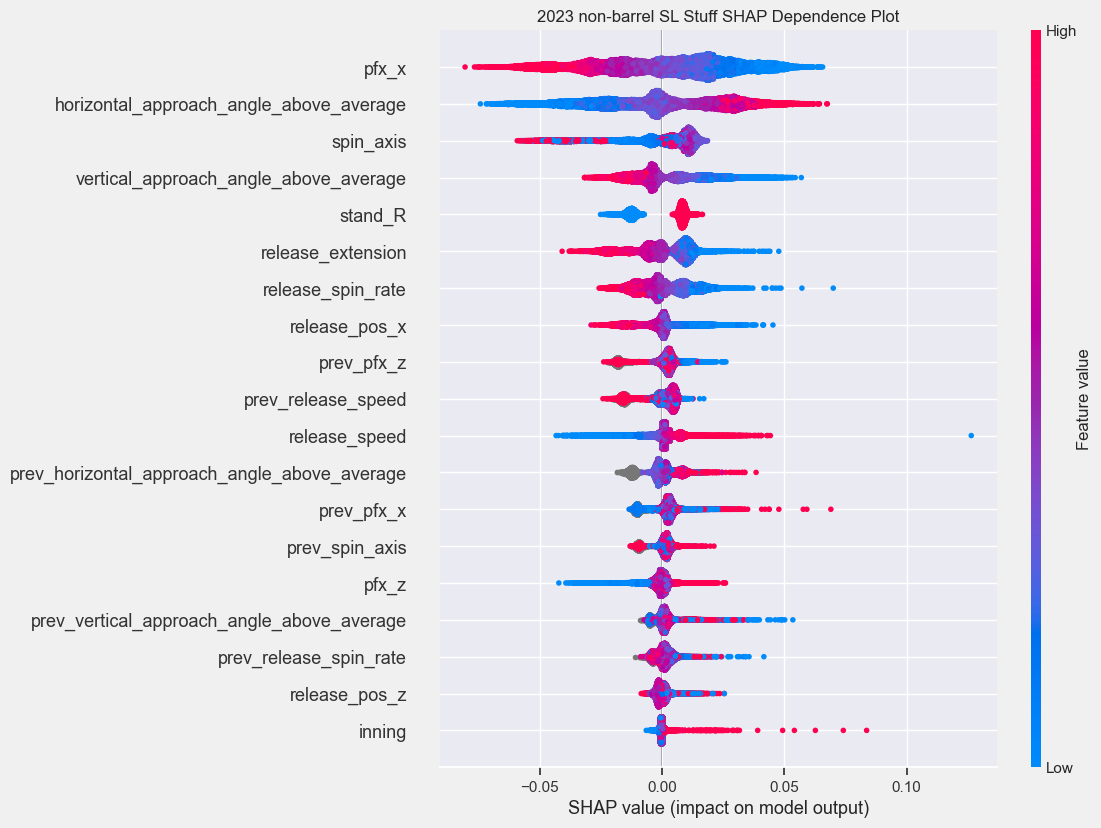 2023 non-barrel SL Stuff SHAP Dependence Plot
High
pfx_x
horizontal_approach_angle_above_average
spin_axis
vertical_approach_angle_above_average
stand_R
release_extension
release_spin_rate
release_pos_x
prev_pfx_z
prev_release_speed
release_speed
prev_horizontal_approach_angle_above_average
prev_pfx_x
prev_spin_axis
pfx_z
prev_vertical_approach_angle_above_average
prev_release_spin_rate
release_pos_z
inning
Feature value
Low
−0.05 0.00 0.05 0.10
SHAP value (impact on model output)